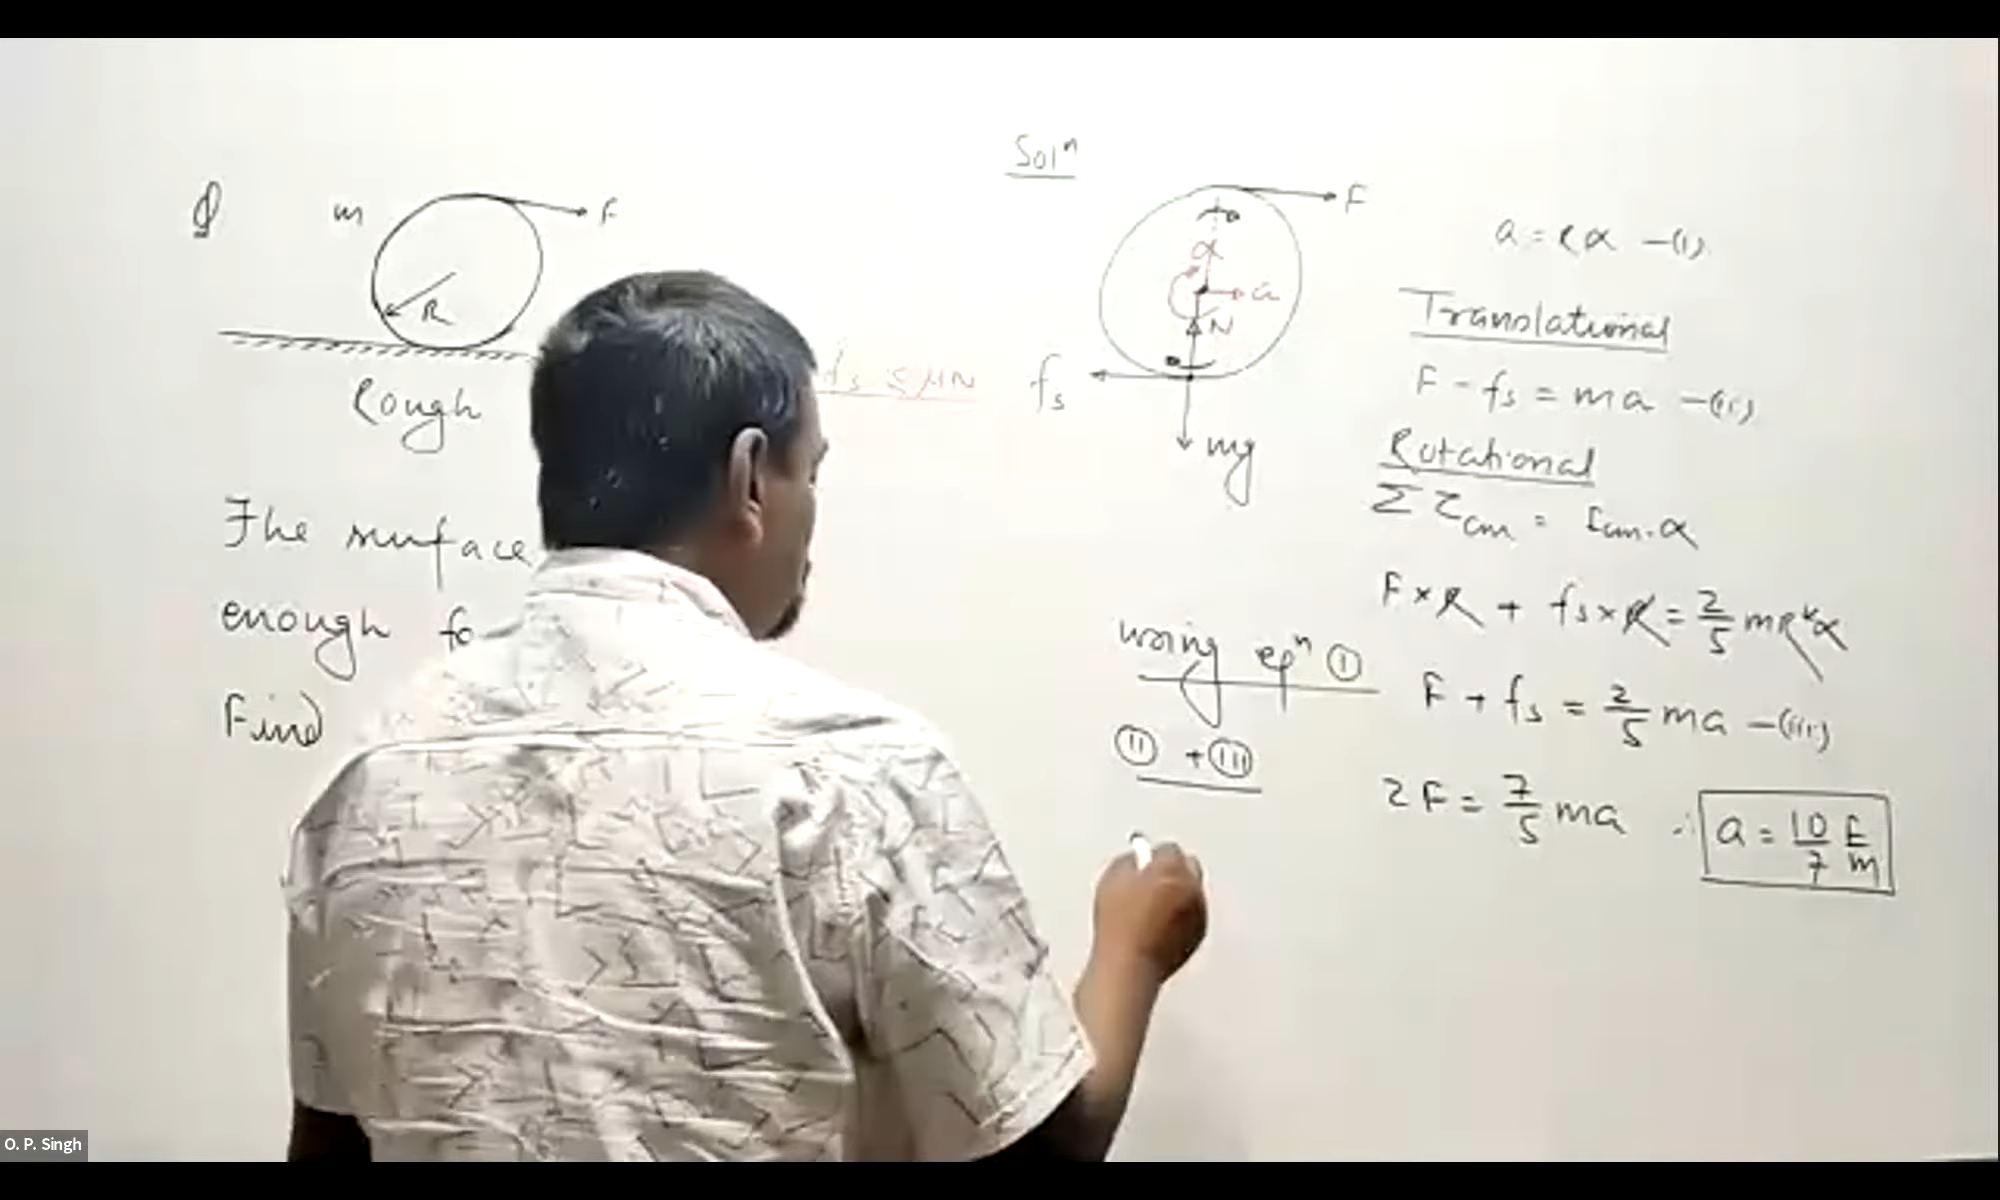 Q
m
F
R
Rough
The surface
enough fo
Find
fs ≤ μN
Solⁿ
F
α
a
N
fs
mg
a = Rα —(i)
Translational
F - fs = ma —(ii)
Rotational
Στcm = Icm.α
F×R + fs×R = 2/5 mR²α
using eqⁿ ①
F + fs = 2/5 ma —(iii)
Ⅱ + Ⅲ
2F = 7/5 ma ∴ a = 10/7 F/m
O. P. Singh